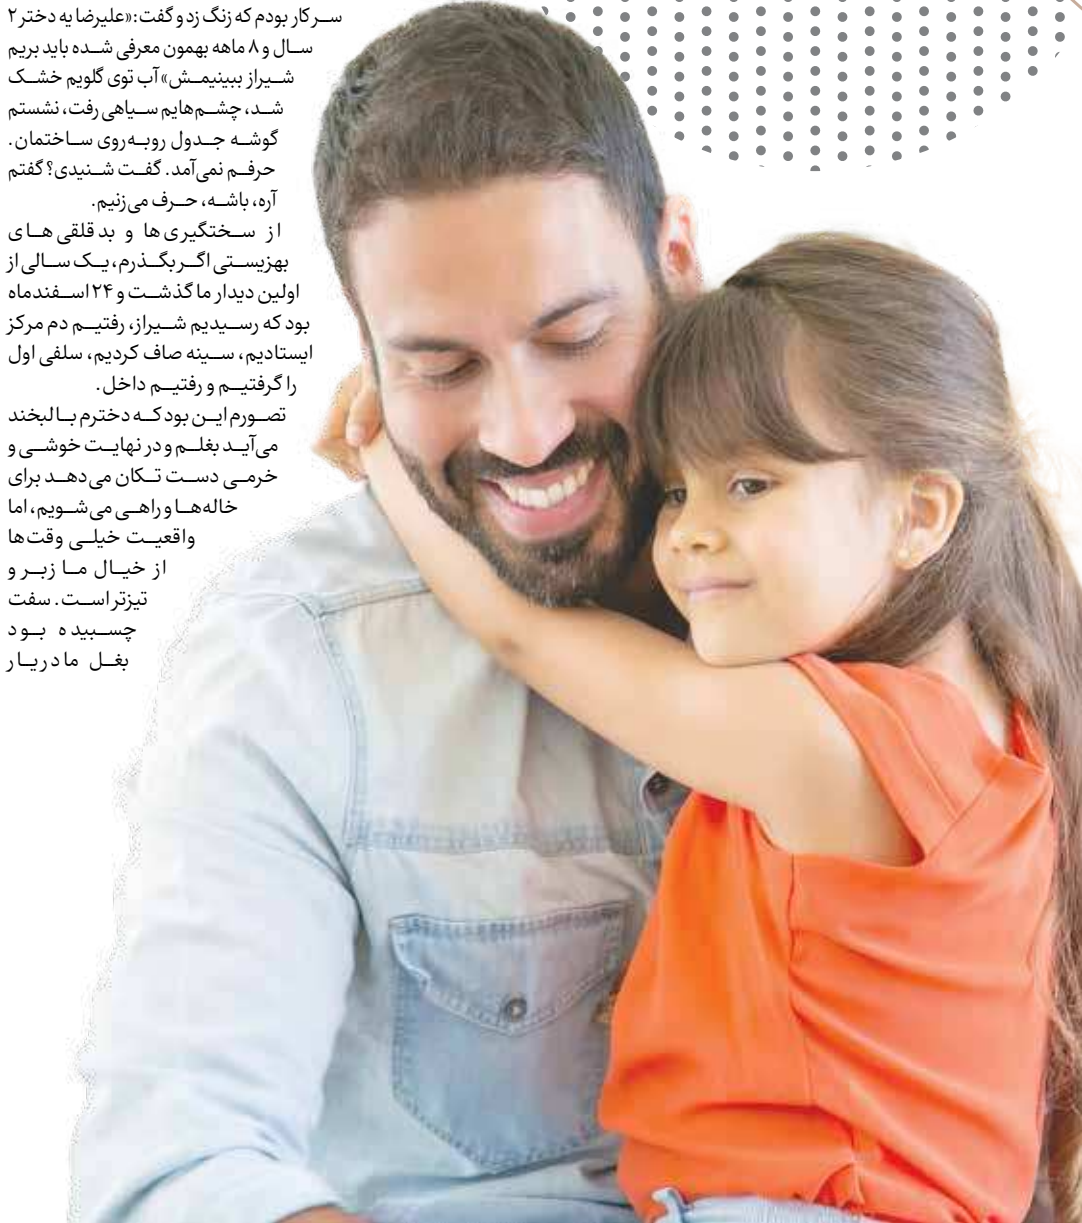 سر کار بودم که زنگ زد و گفت: «علیرضا یه دختر ۲
سال و ۸ ماهه بهمون معرفی شده باید بریم
شیراز ببینیمش» آب توی گلویم خشک
شد، چشم‌هایم سیاهی رفت، نشستم
گوشه جدول روبه‌روی ساختمان.
حرفم نمی‌آمد. گفت شنیدی؟ گفتم
آره، باشه، حرف می‌زنیم.
از سختگیری‌ها و بدقلقی‌های
بهزیستی اگر بگذرم، یک سالی از
اولین دیدار ما گذشت و ۲۴ اسفندماه
بود که رسیدیم شیراز، رفتیم دم مرکز
ایستادیم، سینه صاف کردیم، سلفی اول
را گرفتیم و رفتیم داخل.
تصورم این بود که دخترم با لبخند
می‌آید بغلم و در نهایت خوشی و
خرمی دست تکان می‌دهد برای
خاله‌ها و راهی می‌شویم، اما
واقعیت خیلی وقت‌ها
از خیال ما زبر و
تیزتر است. سفت
چسبیده بود
بغل مادریار